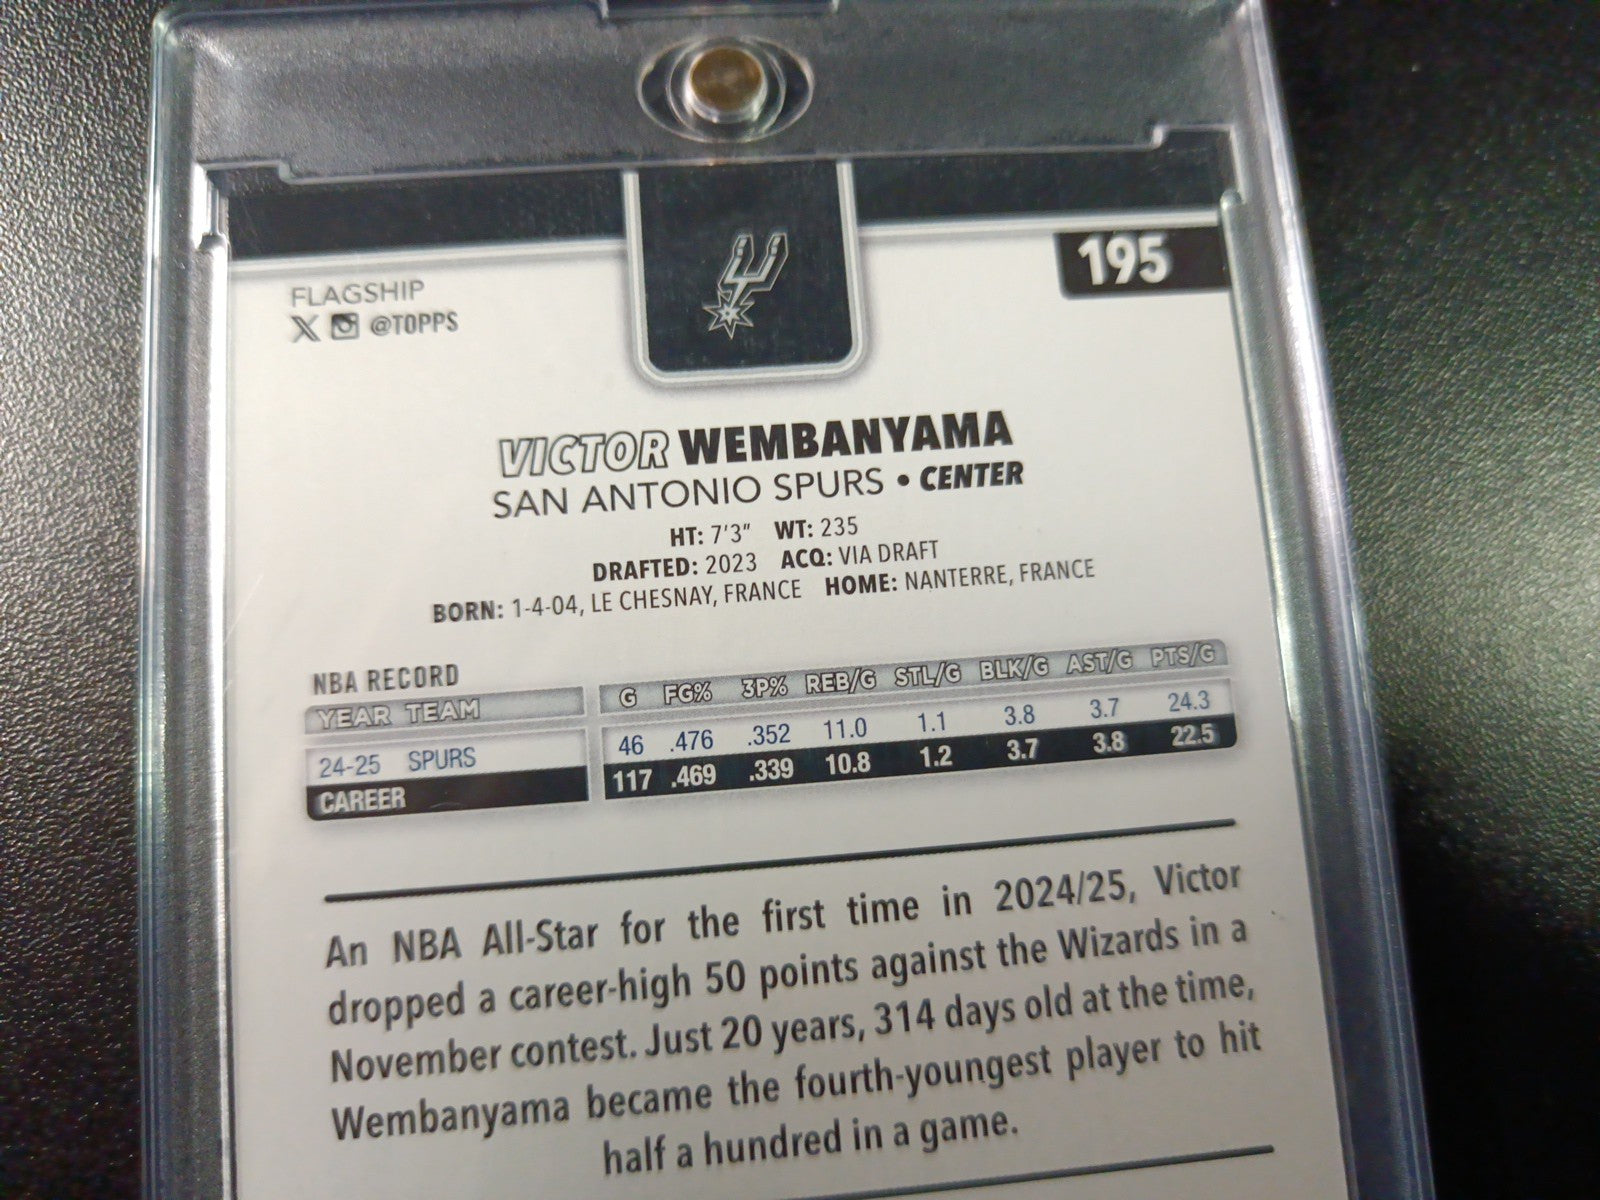 195
FLAGSHIP
@TOPPS
VICTOR WEMBANYAMA
SAN ANTONIO SPURS • CENTER
HT: 7'3" WT: 235
DRAFTED: 2023 ACQ: VIA DRAFT
BORN: 1-4-04, LE CHESNAY, FRANCE HOME: NANTERRE, FRANCE
NBA RECORD
YEAR TEAM G FG% 3P% REB/G STL/G BLK/G AST/G PTS/G
24-25 SPURS 46 .476 .352 11.0 1.1 3.8 3.7 24.3
CAREER 117 .469 .339 10.8 1.2 3.7 3.8 22.5
An NBA All-Star for the first time in 2024/25, Victor
dropped a career-high 50 points against the Wizards in a
November contest. Just 20 years, 314 days old at the time,
Wembanyama became the fourth-youngest player to hit
half a hundred in a game.